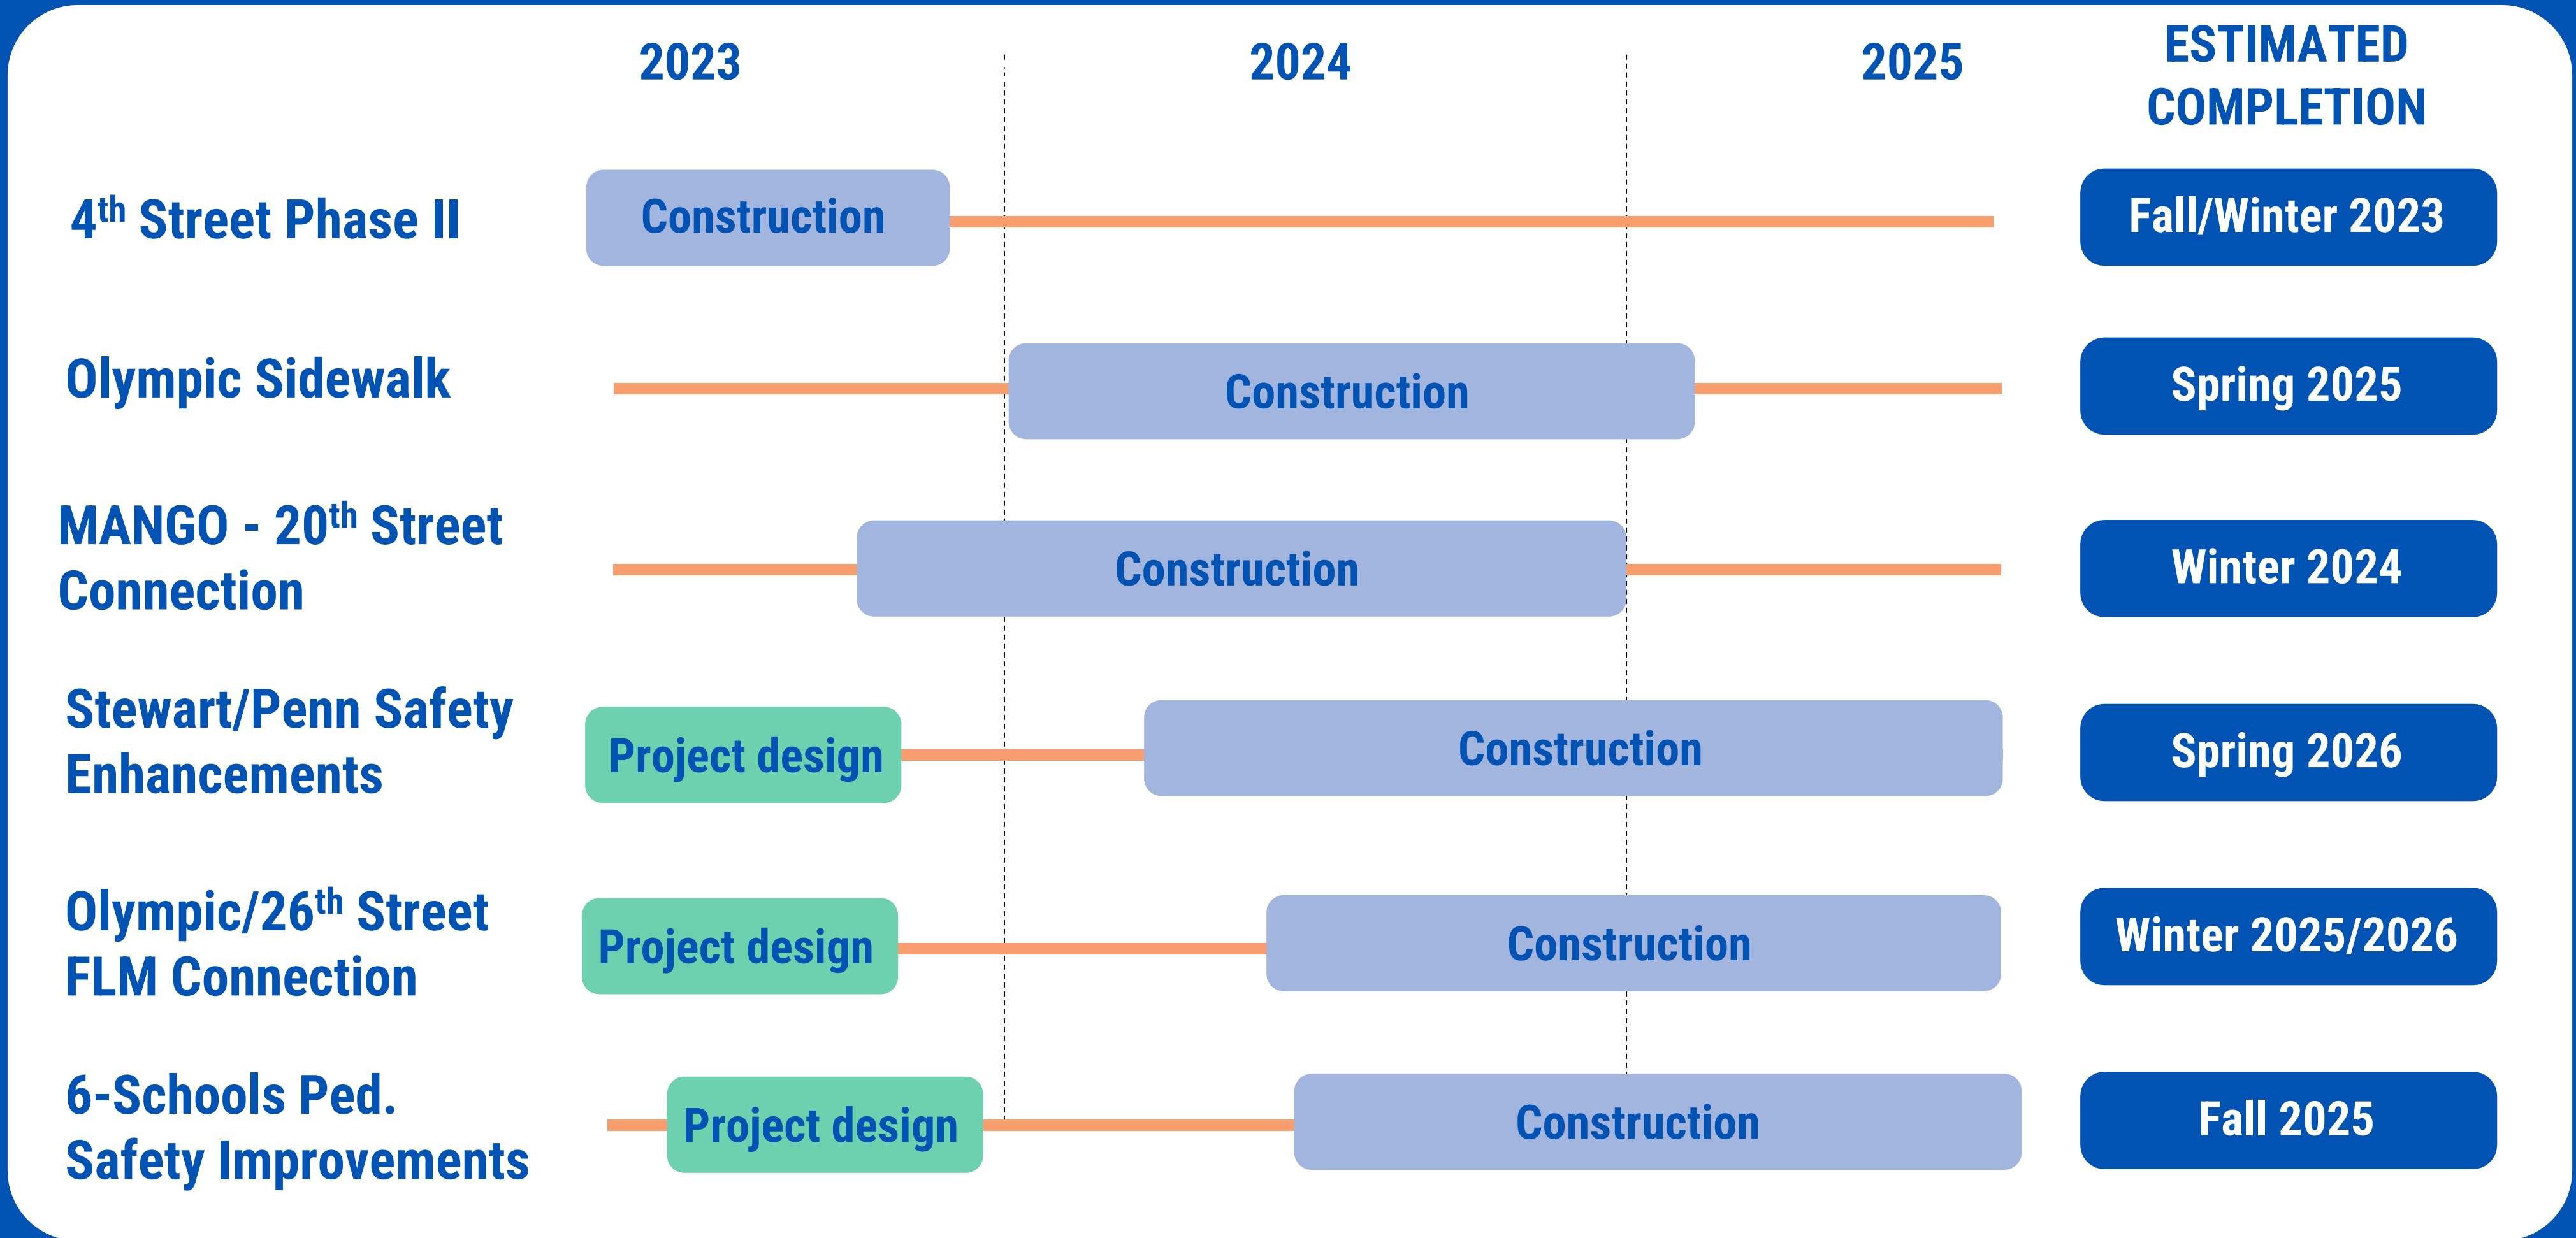 2023 2024 2025 ESTIMATED
COMPLETION
4th Street Phase II Construction Fall/Winter 2023
Olympic Sidewalk Construction Spring 2025
MANGO - 20th Street
Connection
Construction Winter 2024
Stewart/Penn Safety
Enhancements
Project design Construction Spring 2026
Olympic/26th Street
FLM Connection
Project design Construction Winter 2025/2026
6-Schools Ped.
Safety Improvements
Project design Construction Fall 2025